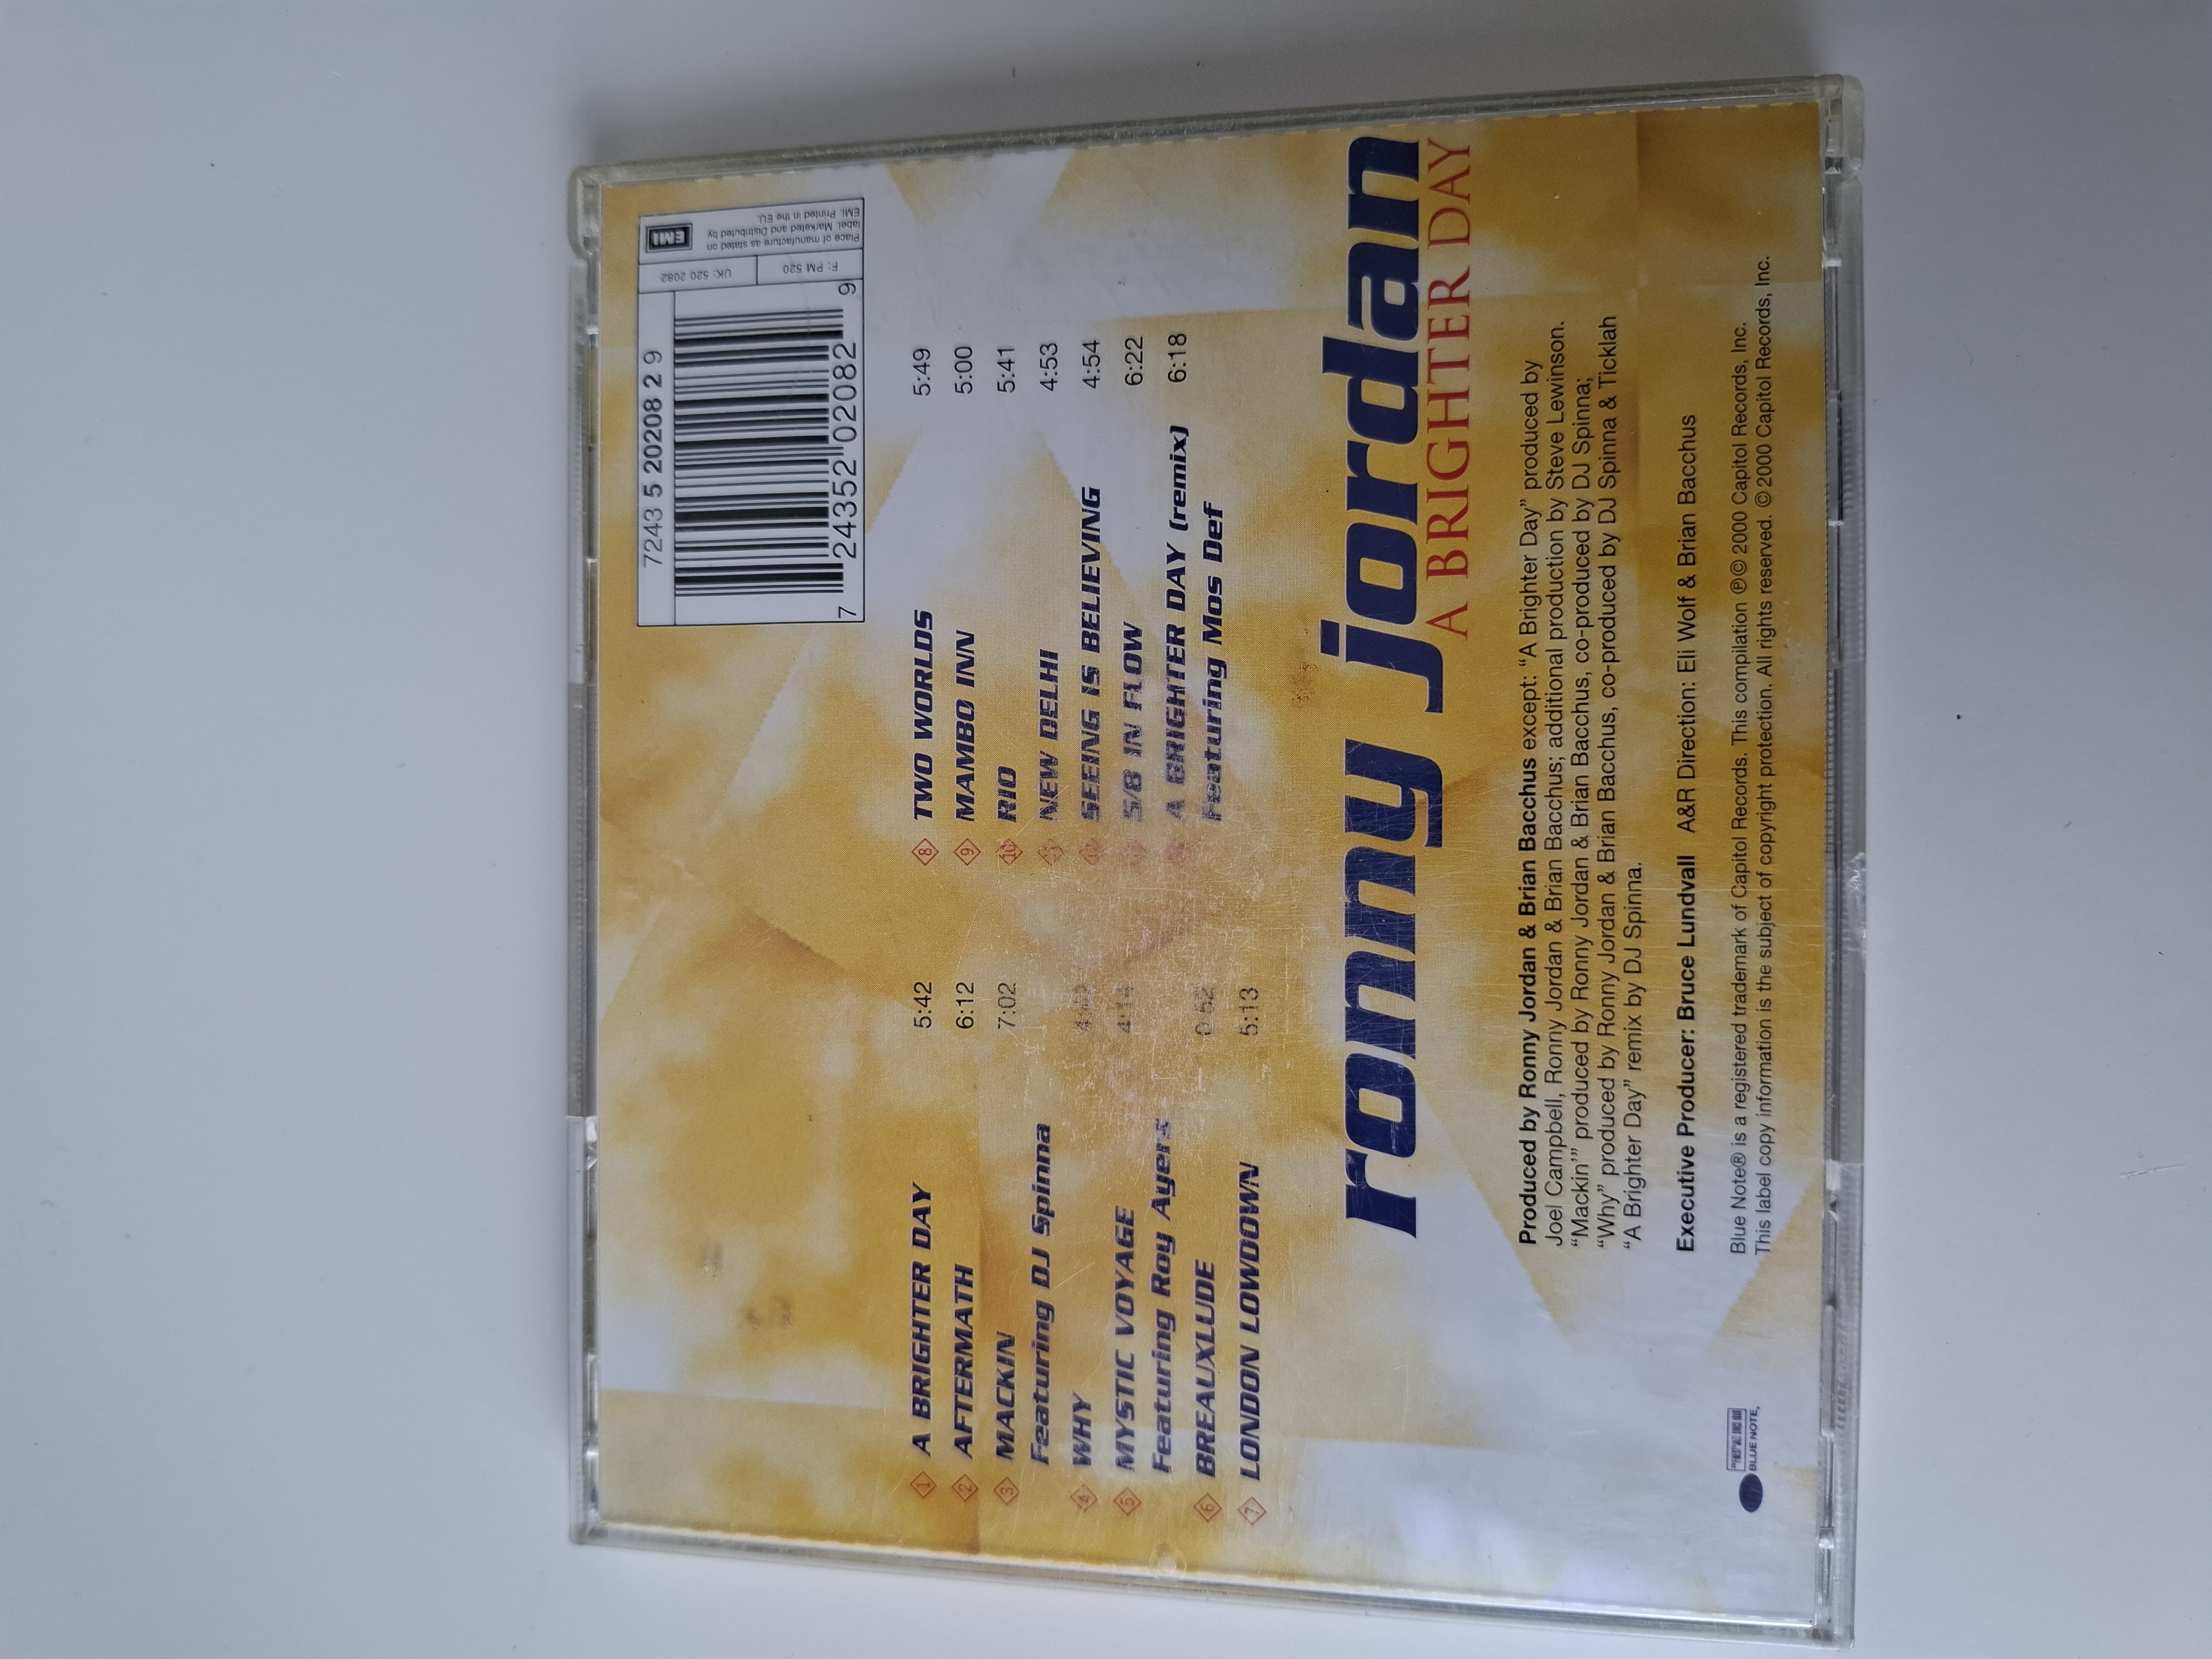 7243 5 20208 2 9
7 24352 02082 9
F: PM 520
UK: 520 2082
EMI
Place of manufacture as stated on
label. Marketed and Distributed by
EMI. Printed in the EU.
1 A BRIGHTER DAY 5:42
2 AFTERMATH 6:12
3 MACKIN 7:02
Featuring DJ Spinna
4 WHY
5 MYSTIC VOYAGE 4:14
Featuring Roy Ayers
6 BREAUXLUDE 0:52
7 LONDON LOWDOWN 5:13
8 TWO WORLDS 5:49
9 MAMBO INN 5:00
10 RIO 5:41
11 NEW DELHI 4:53
12 SEEING IS BELIEVING 4:54
5/8 IN FLOW 6:22
A BRIGHTER DAY (remix) 6:18
Featuring Mos Def
ronny jordan
A BRIGHTER DAY
Produced by Ronny Jordan & Brian Bacchus except: “A Brighter Day” produced by
Joel Campbell, Ronny Jordan & Brian Bacchus; additional production by Steve Lewinson.
“Mackin’” produced by Ronny Jordan & Brian Bacchus, co-produced by DJ Spinna;
“Why” produced by Ronny Jordan & Brian Bacchus, co-produced by DJ Spinna & Ticklah
“A Brighter Day” remix by DJ Spinna.
Executive Producer: Bruce Lundvall A&R Direction: Eli Wolf & Brian Bacchus
Blue Note® is a registered trademark of Capitol Records. This compilation ℗© 2000 Capitol Records, Inc.
This label copy information is the subject of copyright protection. All rights reserved. ©2000 Capitol Records, Inc.
BLUE NOTE